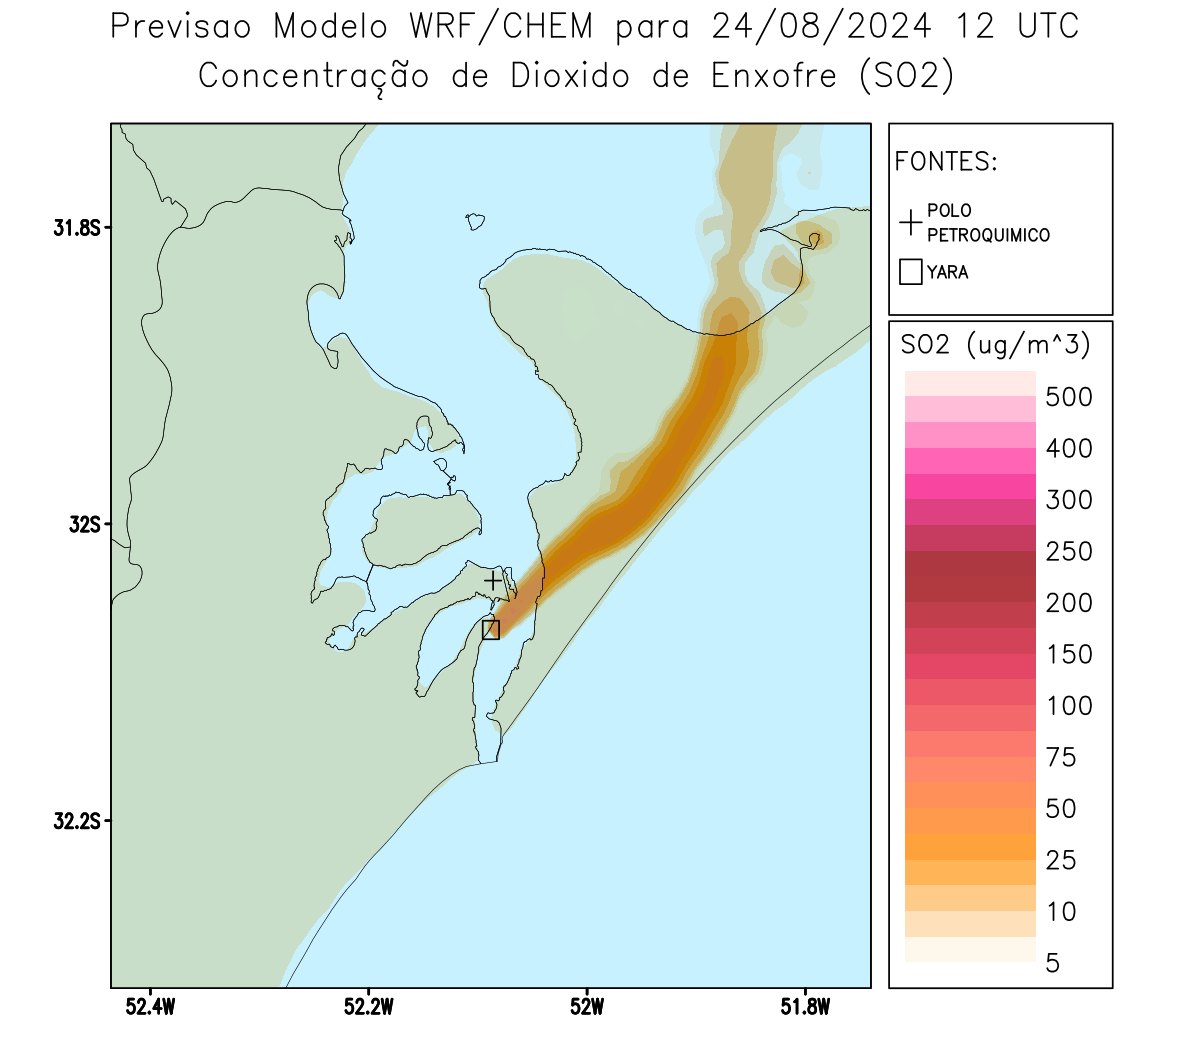 Previsao Modelo WRF/CHEM para 24/08/2024 12 UTC
Concentração de Dioxido de Enxofre (SO2)
FONTES:
POLO
PETROQUIMICO
YARA
SO2 (ug/m^3)
500
400
300
250
200
150
100
75
50
25
10
5
31.8S
32S
32.2S
52.4W
52.2W
52W
51.8W